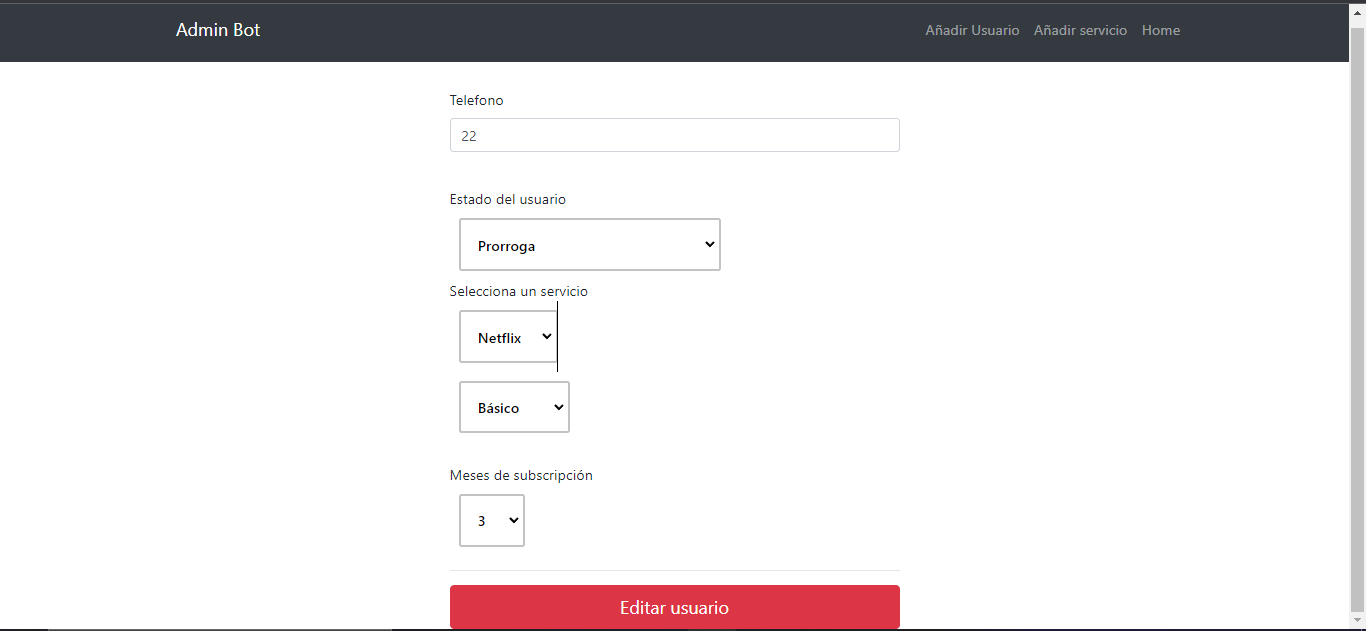 Admin Bot
Añadir Usuario Añadir servicio Home
Telefono
22
Estado del usuario
Prorroga
Selecciona un servicio
Netflix
Básico
Meses de subscripción
3
Editar usuario